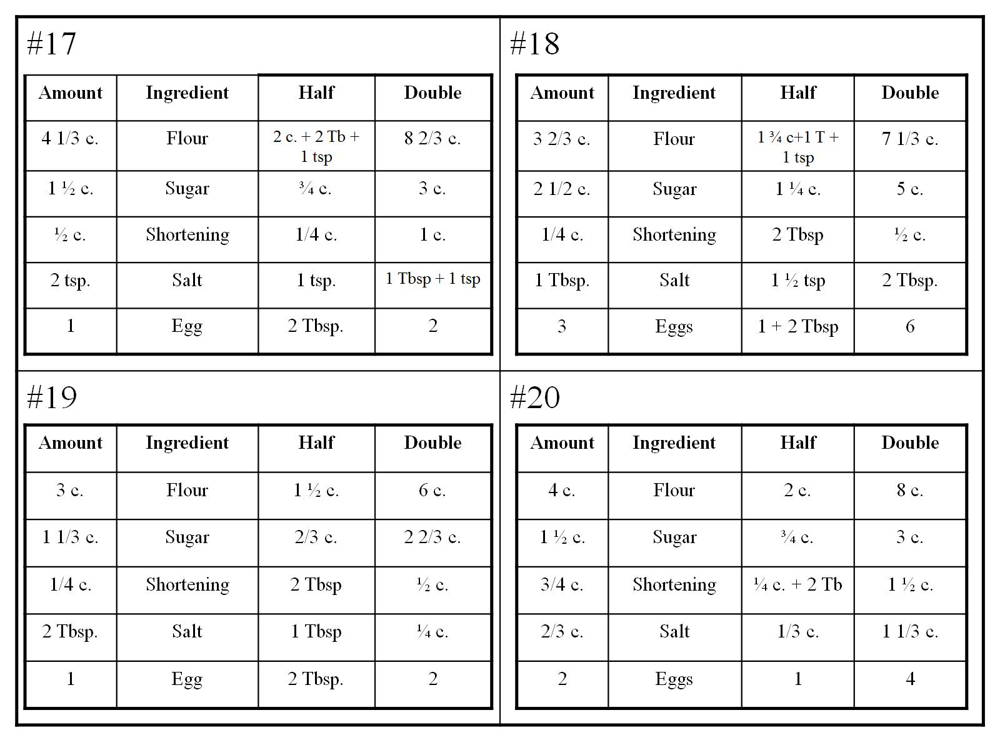 #17
Amount Ingredient Half Double
4 1/3 c. Flour 2 c. + 2 Tb + 8 2/3 c.
1 tsp
1 ½ c. Sugar ¾ c. 3 c.
½ c. Shortening 1/4 c. 1 c.
2 tsp. Salt 1 tsp. 1 Tbsp + 1 tsp
1 Egg 2 Tbsp. 2
#18
Amount Ingredient Half Double
3 2/3 c. Flour 1 ¾ c+1 T + 7 1/3 c.
1 tsp
2 1/2 c. Sugar 1 ¼ c. 5 c.
1/4 c. Shortening 2 Tbsp ½ c.
1 Tbsp. Salt 1 ½ tsp 2 Tbsp.
3 Eggs 1 + 2 Tbsp 6
#19
Amount Ingredient Half Double
3 c. Flour 1 ½ c. 6 c.
1 1/3 c. Sugar 2/3 c. 2 2/3 c.
1/4 c. Shortening 2 Tbsp ½ c.
2 Tbsp. Salt 1 Tbsp ¼ c.
1 Egg 2 Tbsp. 2
#20
Amount Ingredient Half Double
4 c. Flour 2 c. 8 c.
1 ½ c. Sugar ¾ c. 3 c.
3/4 c. Shortening ¼ c. + 2 Tb 1 ½ c.
2/3 c. Salt 1/3 c. 1 1/3 c.
2 Eggs 1 4